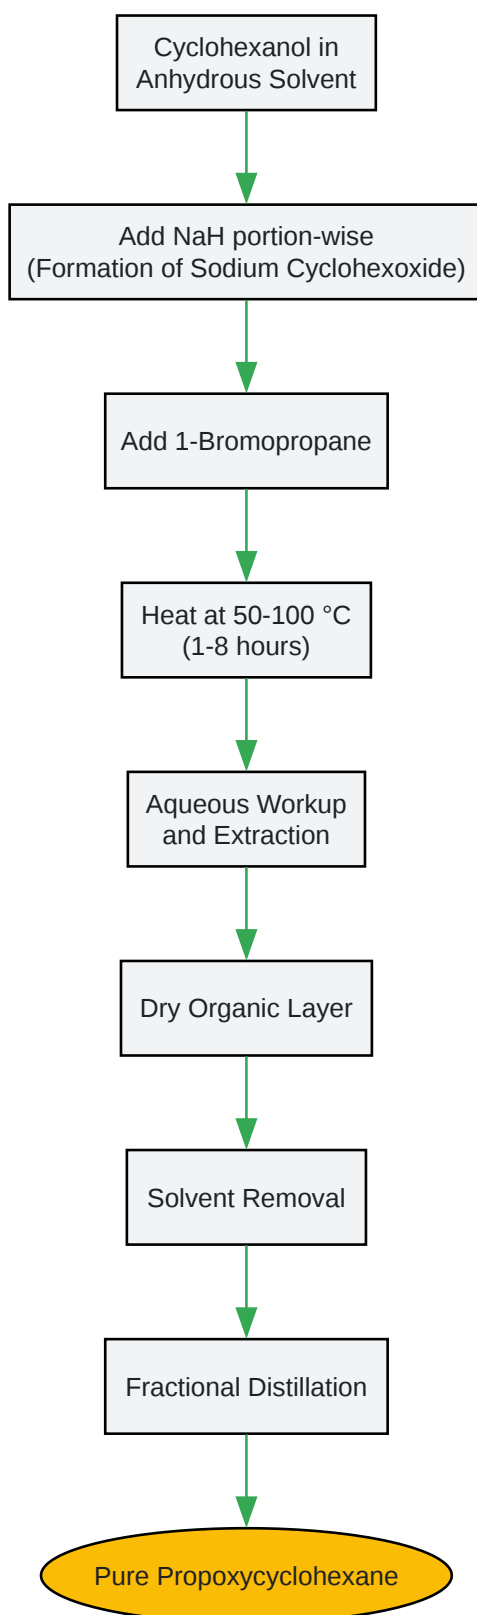 Cyclohexanol in
Anhydrous Solvent
Add NaH portion-wise
(Formation of Sodium Cyclohexoxide)
Add 1-Bromopropane
Heat at 50-100 °C
(1-8 hours)
Aqueous Workup
and Extraction
Dry Organic Layer
Solvent Removal
Fractional Distillation
Pure Propoxycyclohexane